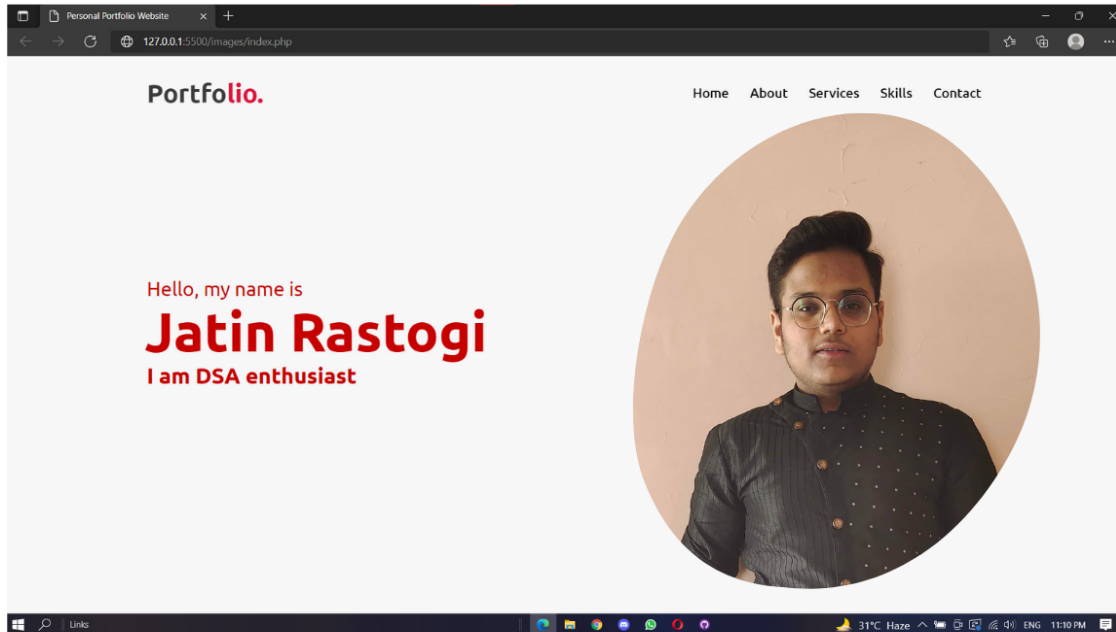 Personal Portfolio Website
127.0.0.1:5500/images/index.php
Portfolio.
Home About Services Skills Contact
Hello, my name is
Jatin Rastogi
I am DSA enthusiast
Links
31°C Haze ENG 11:10 PM